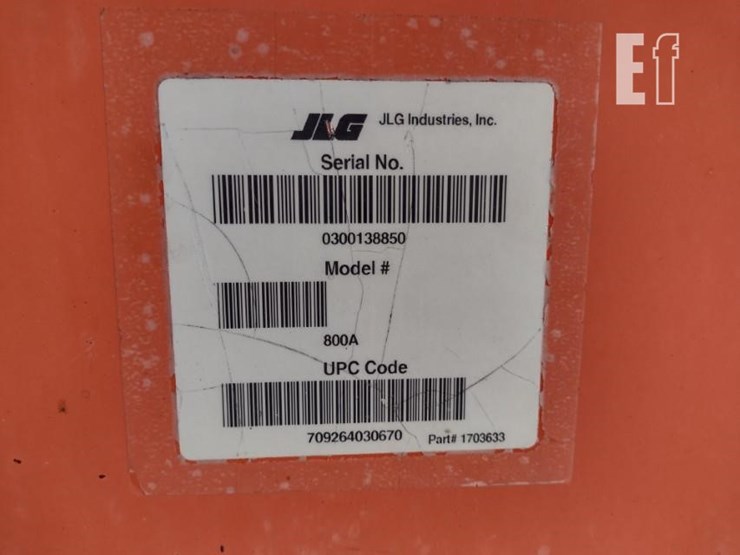 Ef
JLG JLG Industries, Inc.
Serial No.
0300138850
Model #
800A
UPC Code
709264030670 Part# 1703633